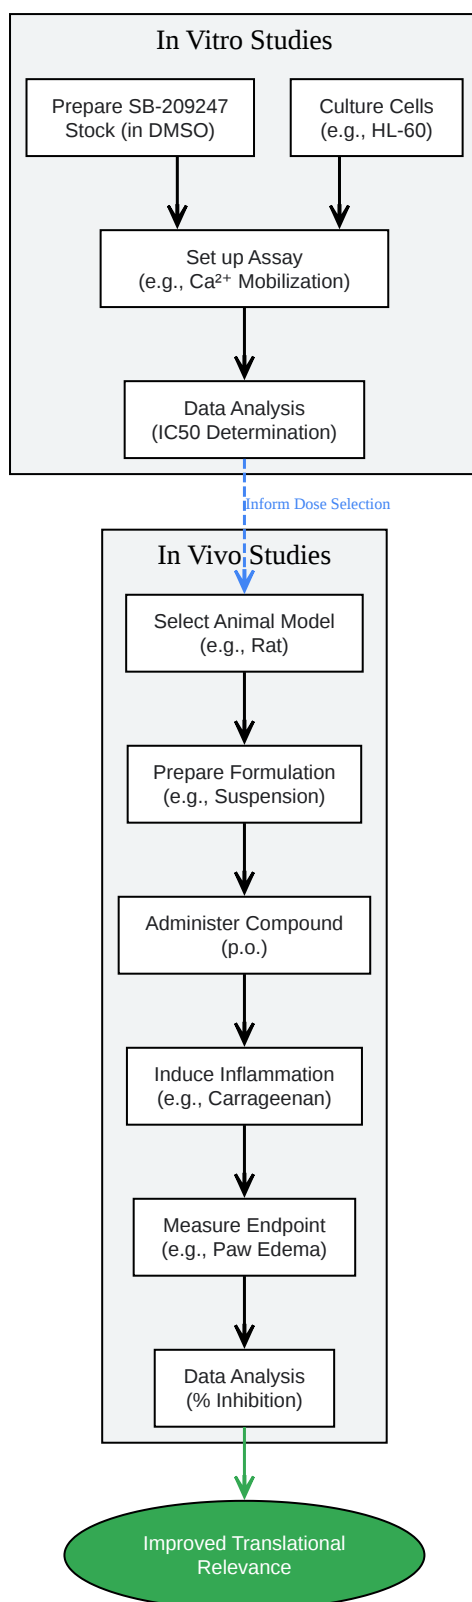 In Vitro Studies
Prepare SB-209247
Stock (in DMSO)
Culture Cells
(e.g., HL-60)
Set up Assay
(e.g., Ca²⁺ Mobilization)
Data Analysis
(IC50 Determination)
Inform Dose Selection
In Vivo Studies
Select Animal Model
(e.g., Rat)
Prepare Formulation
(e.g., Suspension)
Administer Compound
(p.o.)
Induce Inflammation
(e.g., Carrageenan)
Measure Endpoint
(e.g., Paw Edema)
Data Analysis
(% Inhibition)
Improved Translational
Relevance